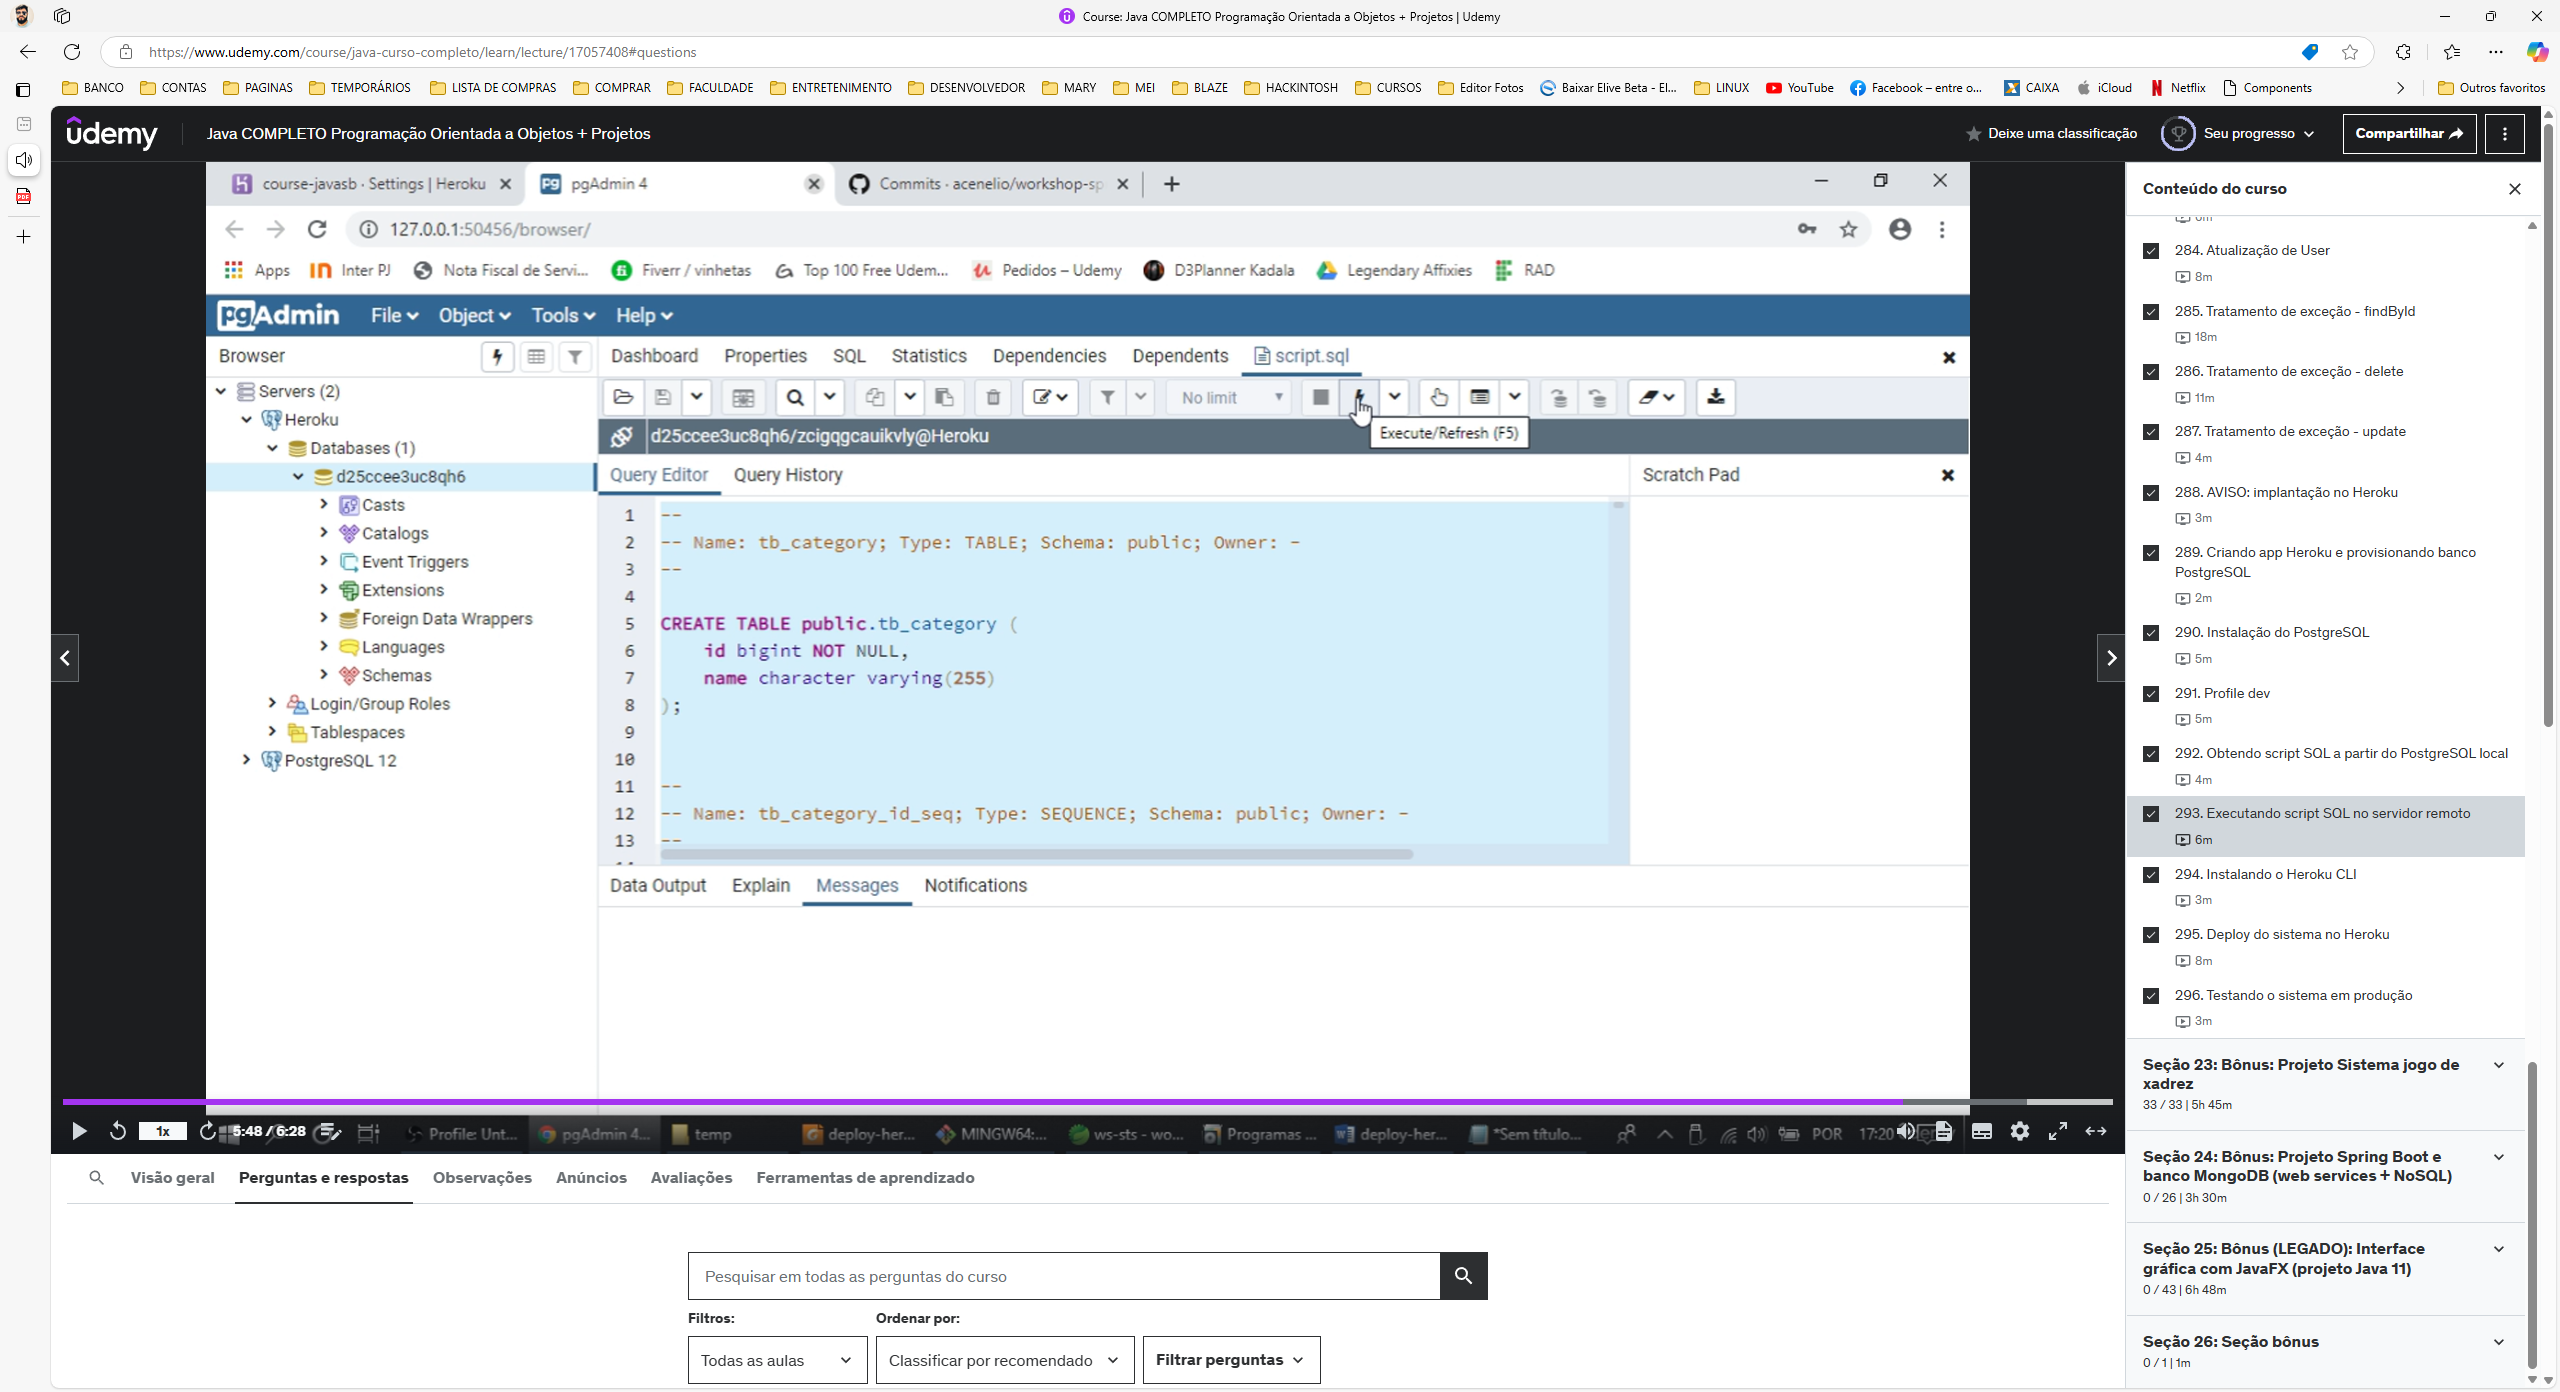 Course: Java COMPLETO Programação Orientada a Objetos + Projetos | Udemy
https://www.udemy.com/course/java-curso-completo/learn/lecture/17057408#questions
BANCO CONTAS PAGINAS TEMPORÁRIOS LISTA DE COMPRAS COMPRAR FACULDADE ENTRETENIMENTO DESENVOLVEDOR MARY MEI BLAZE HACKINTOSH CURSOS Editor Fotos Baixar Elive Beta - El... LINUX YouTube Facebook – entre o... CAIXA iCloud Netflix Components Outros favoritos
ûdemy Java COMPLETO Programação Orientada a Objetos + Projetos Deixe uma classificação Seu progresso Compartilhar
course-javasb · Settings | Heroku pgAdmin 4 Commits · acenelio/workshop-sp
127.0.0.1:50456/browser/
Apps Inter PJ Nota Fiscal de Servi... Fiverr / vinhetas Top 100 Free Udem... Pedidos – Udemy D3Planner Kadala Legendary Affixies RAD
pgAdmin File Object Tools Help
Browser Dashboard Properties SQL Statistics Dependencies Dependents script.sql
No limit
Execute/Refresh (F5)
d25ccee3uc8qh6/zcigqgcauikvly@Heroku
Query Editor Query History Scratch Pad
Servers (2)
Heroku
Databases (1)
d25ccee3uc8qh6
Casts
Catalogs
Event Triggers
Extensions
Foreign Data Wrappers
Languages
Schemas
Login/Group Roles
Tablespaces
PostgreSQL 12
1 --
2 -- Name: tb_category; Type: TABLE; Schema: public; Owner: -
3 --
4
5 CREATE TABLE public.tb_category (
6 id bigint NOT NULL,
7 name character varying(255)
8 );
9
10
11 --
12 -- Name: tb_category_id_seq; Type: SEQUENCE; Schema: public; Owner: -
13 --
Data Output Explain Messages Notifications
1x 5:48 / 6:28 Profile: Unt... pgAdmin 4... temp deploy-her... MINGW64:... ws-sts - wo... Programas ... deploy-her... *Sem título... POR 17:20
Conteúdo do curso
284. Atualização de User
8m
285. Tratamento de exceção - findById
18m
286. Tratamento de exceção - delete
11m
287. Tratamento de exceção - update
4m
288. AVISO: implantação no Heroku
3m
289. Criando app Heroku e provisionando banco
PostgreSQL
2m
290. Instalação do PostgreSQL
5m
291. Profile dev
5m
292. Obtendo script SQL a partir do PostgreSQL local
4m
293. Executando script SQL no servidor remoto
6m
294. Instalando o Heroku CLI
3m
295. Deploy do sistema no Heroku
8m
296. Testando o sistema em produção
3m
Seção 23: Bônus: Projeto Sistema jogo de
xadrez
33 / 33 | 5h 45m
Seção 24: Bônus: Projeto Spring Boot e
banco MongoDB (web services + NoSQL)
0 / 26 | 3h 30m
Seção 25: Bônus (LEGADO): Interface
gráfica com JavaFX (projeto Java 11)
0 / 43 | 6h 48m
Seção 26: Seção bônus
0 / 1 | 1m
Visão geral Perguntas e respostas Observações Anúncios Avaliações Ferramentas de aprendizado
Pesquisar em todas as perguntas do curso
Filtros: Ordenar por:
Todas as aulas Classificar por recomendado Filtrar perguntas